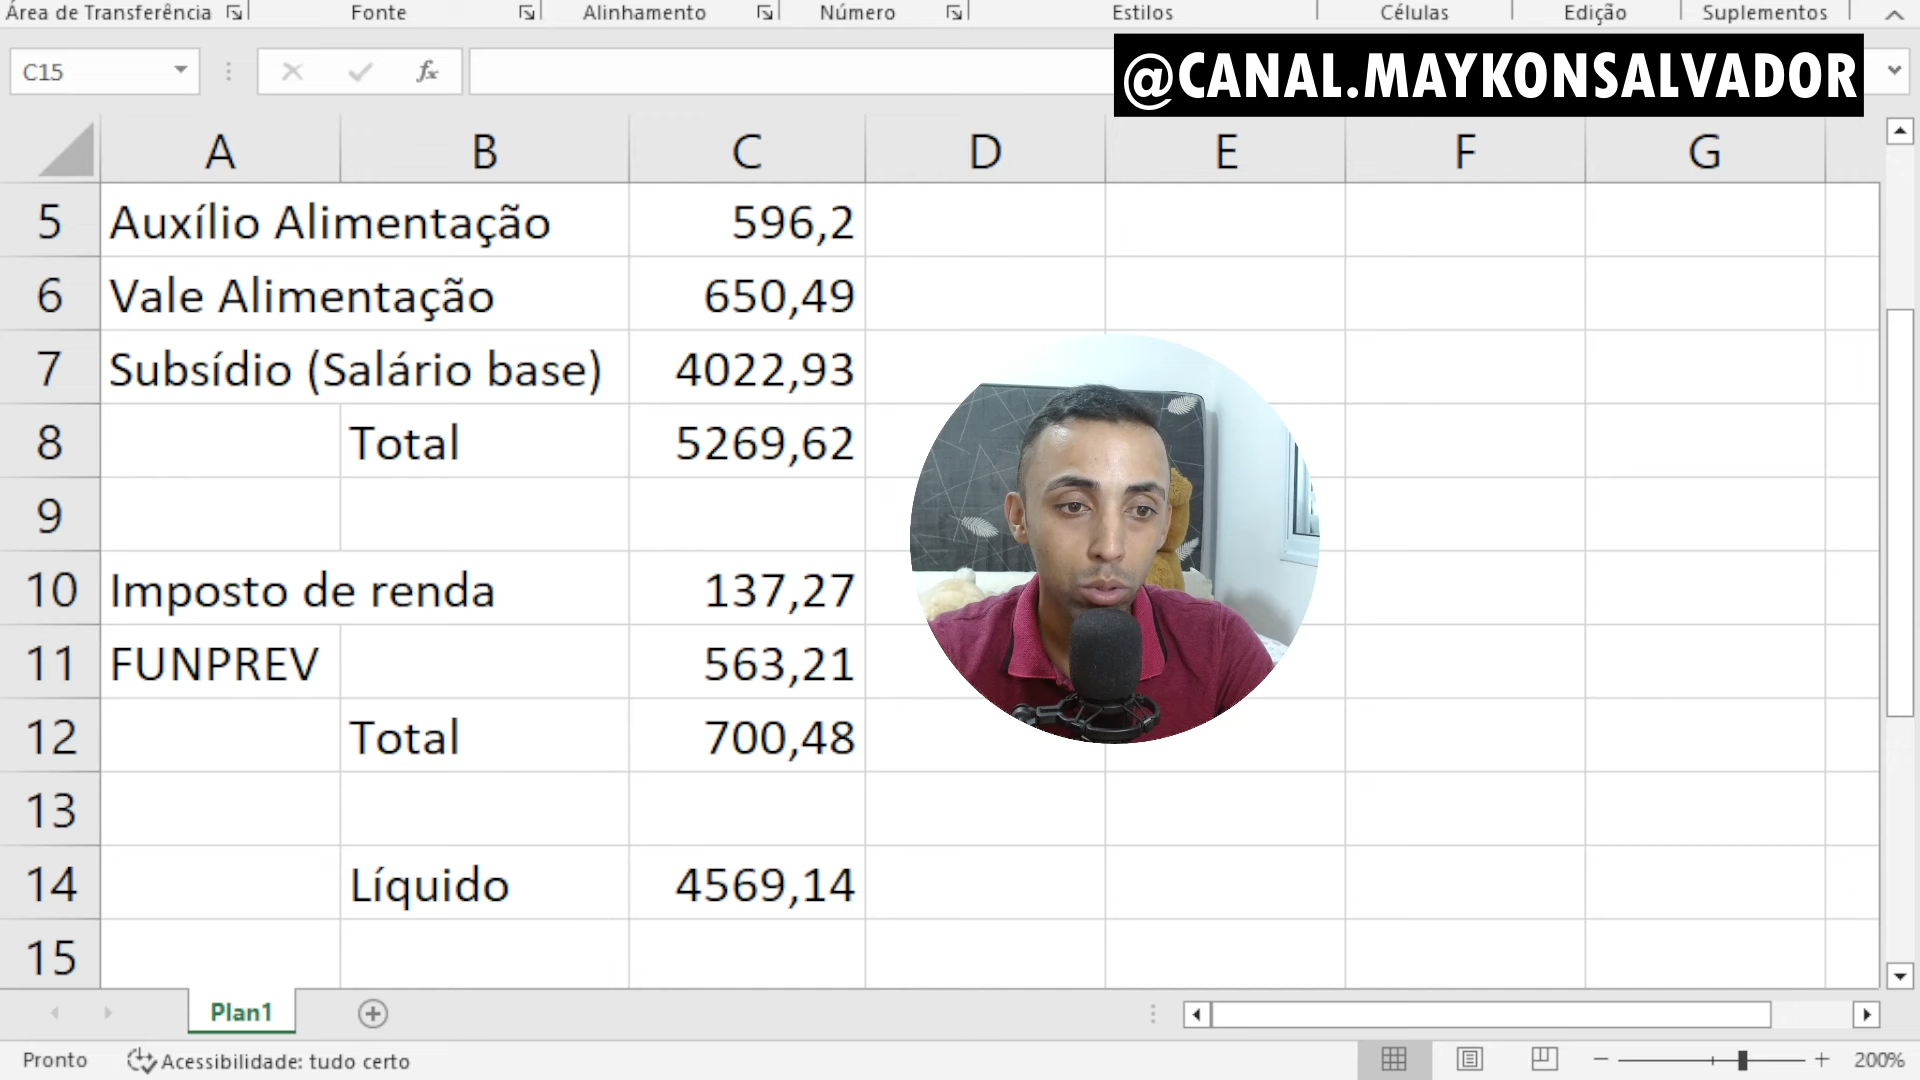 Área de Transferência Fonte Alinhamento Número Estilos Células Edição Suplementos
C15 fx
@CANAL.MAYKONSALVADOR
A B C D E F G
5 Auxílio Alimentação 596,2
6 Vale Alimentação 650,49
7 Subsídio (Salário base) 4022,93
8 Total 5269,62
9
10 Imposto de renda 137,27
11 FUNPREV 563,21
12 Total 700,48
13
14 Líquido 4569,14
15
Plan1
Pronto Acessibilidade: tudo certo 200%